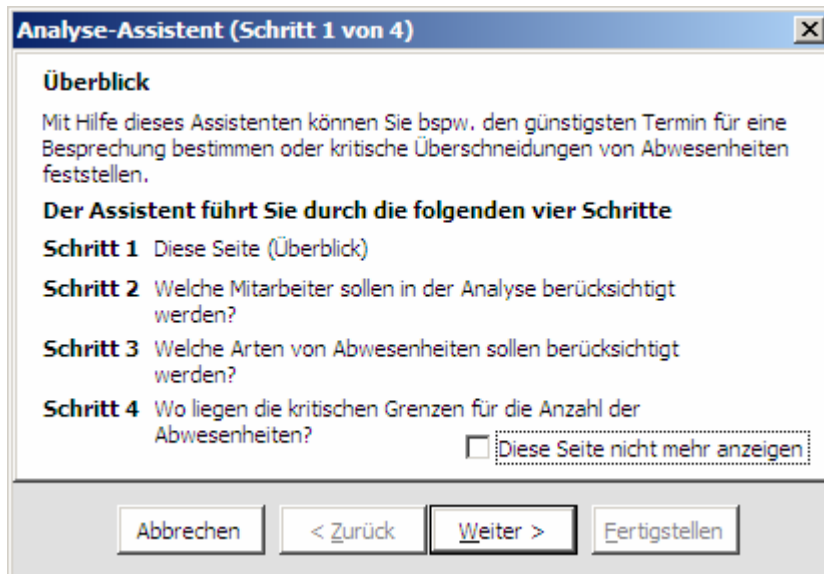 Analyse-Assistent (Schritt 1 von 4)
Überblick
Mit Hilfe dieses Assistenten können Sie bspw. den günstigsten Termin für eine
Besprechung bestimmen oder kritische Überschneidungen von Abwesenheiten
feststellen.
Der Assistent führt Sie durch die folgenden vier Schritte
Schritt 1 Diese Seite (Überblick)
Schritt 2 Welche Mitarbeiter sollen in der Analyse berücksichtigt
werden?
Schritt 3 Welche Arten von Abwesenheiten sollen berücksichtigt
werden?
Schritt 4 Wo liegen die kritischen Grenzen für die Anzahl der
Abwesenheiten?
Diese Seite nicht mehr anzeigen
Abbrechen < Zurück Weiter > Fertigstellen